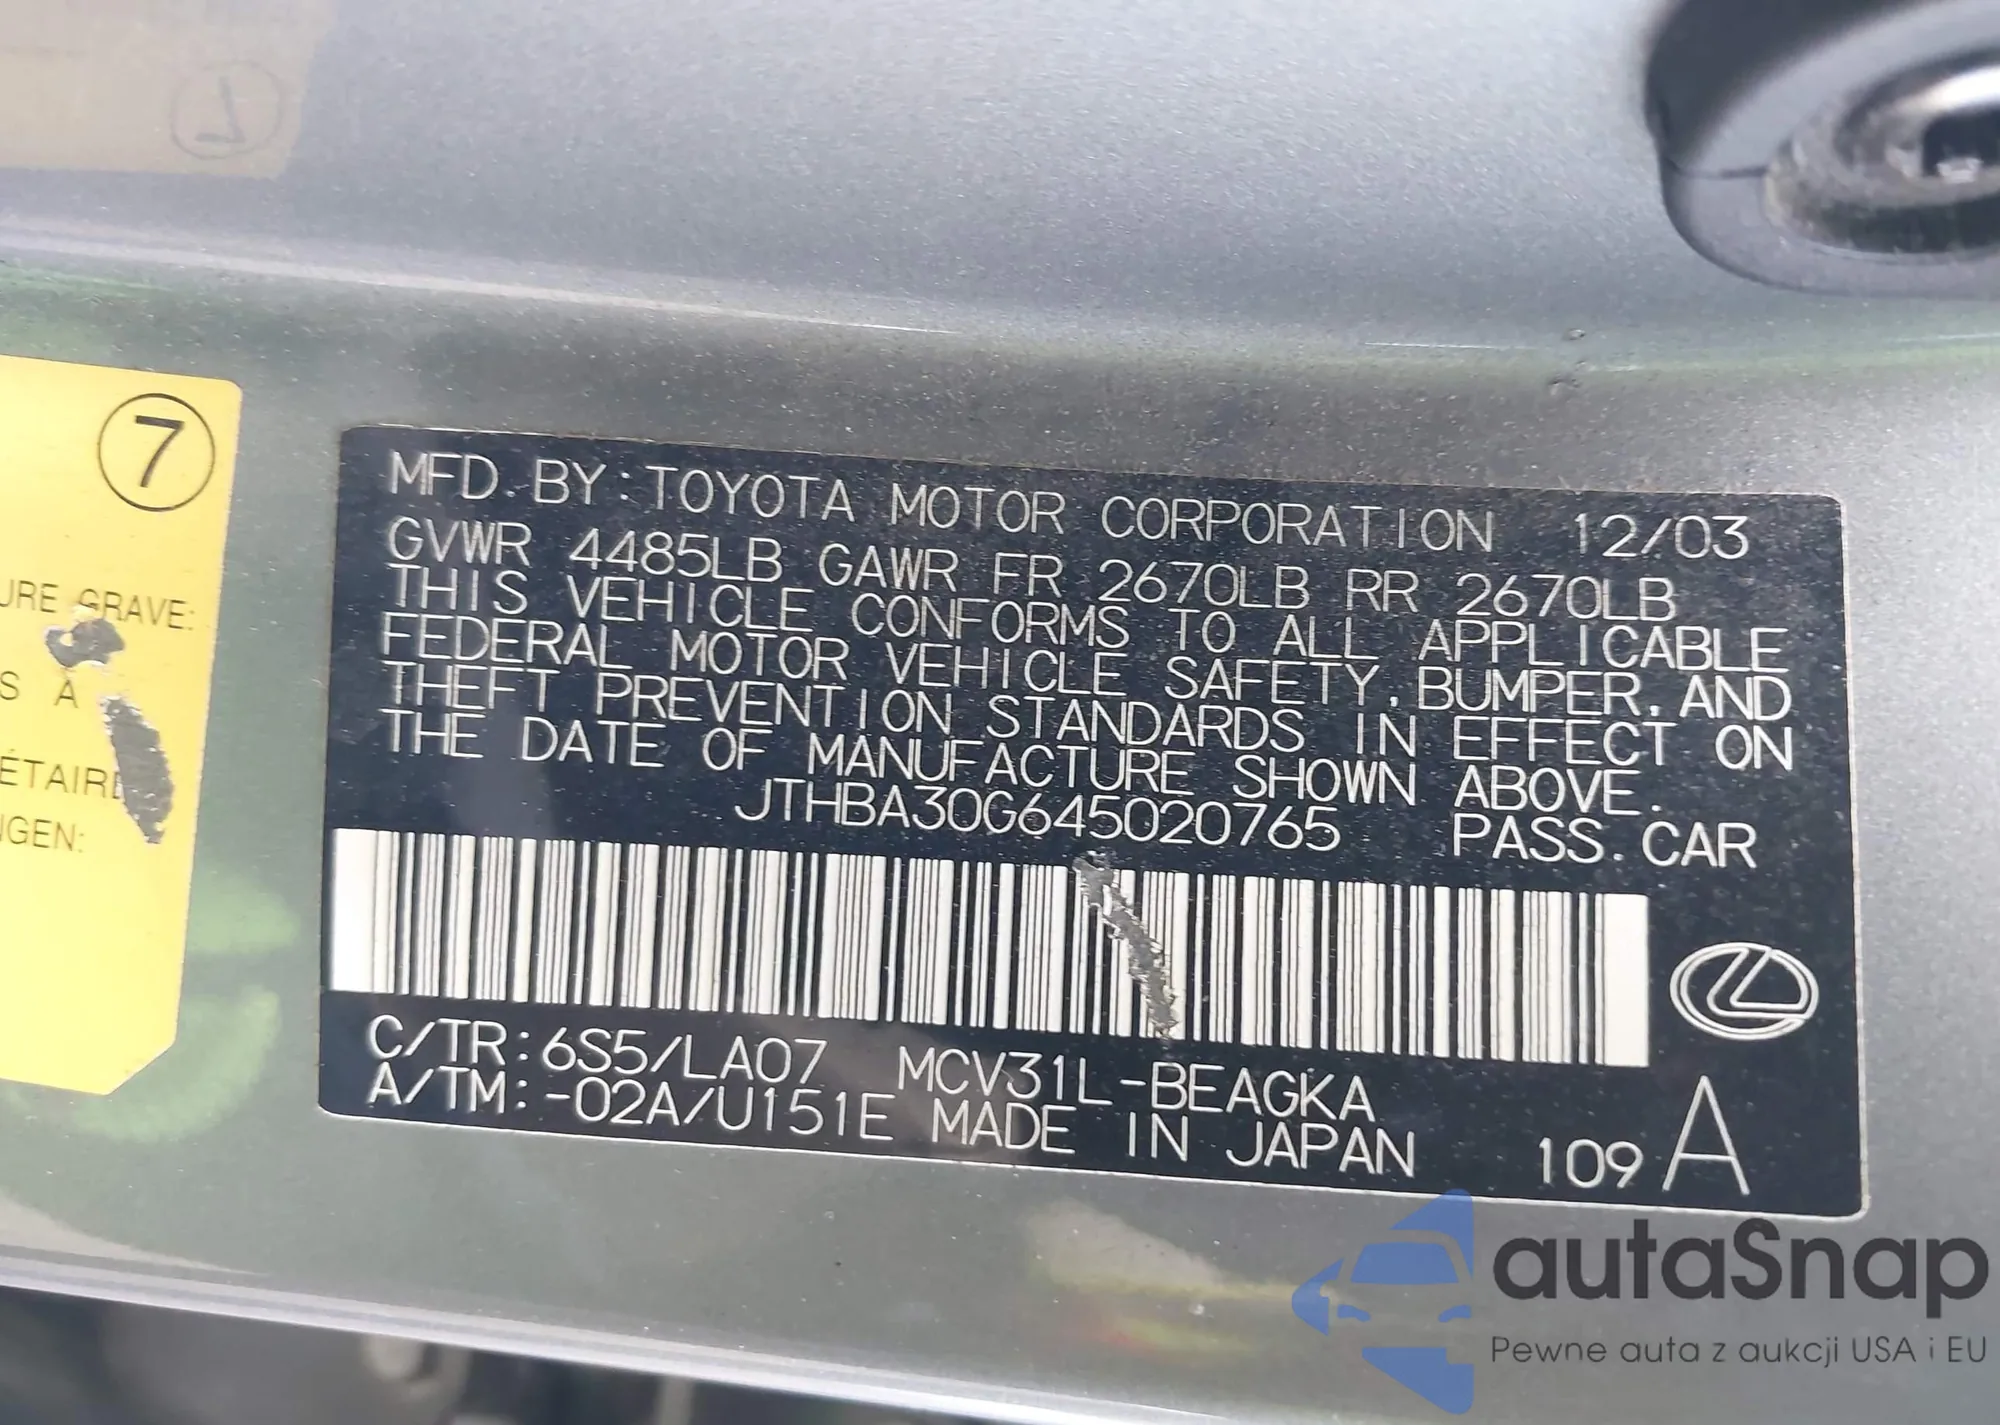 7
URE GRAVE:
S À
ÉTAIRE
NGEN:
MFD. BY: TOYOTA MOTOR CORPORATION 12/03
GVWR 4485LB GAWR FR 2670LB RR 2670LB
THIS VEHICLE CONFORMS TO ALL APPLICABLE
FEDERAL MOTOR VEHICLE SAFETY, BUMPER, AND
THEFT PREVENTION STANDARDS IN EFFECT ON
THE DATE OF MANUFACTURE SHOWN ABOVE.
JTHBA30G645020765 PASS. CAR
C/TR: 6S5/LA07 MCV31L-BEAGKA
A/TM: -02A/U151E MADE IN JAPAN 109 A
autaSnap
Pewne auta z aukcji USA i EU